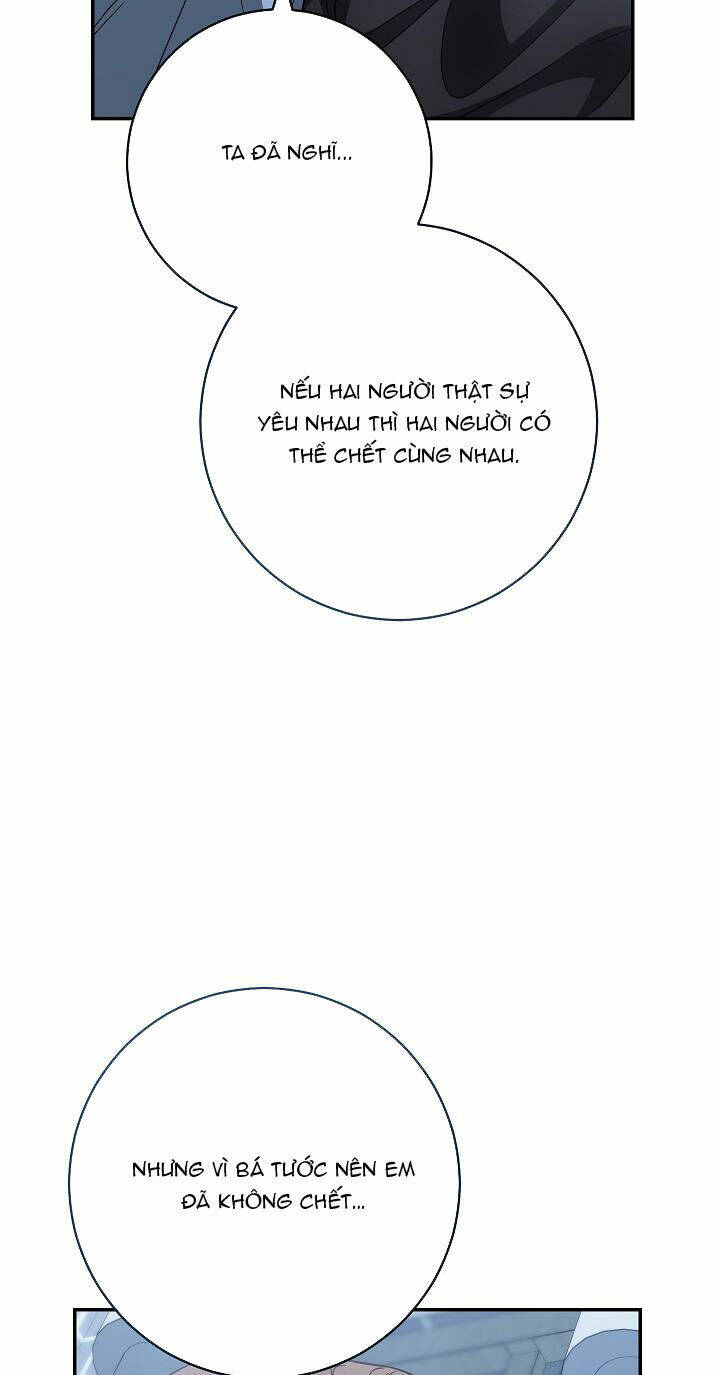 TA ĐÃ NGHĨ...
NẾU HAI NGƯỜI THẬT SỰ
YÊU NHAU THÌ HAI NGƯỜI CÓ
THỂ CHẾT CÙNG NHAU.
NHƯNG VÌ BÁ TƯỚC NÊN EM
ĐÃ KHÔNG CHẾT...